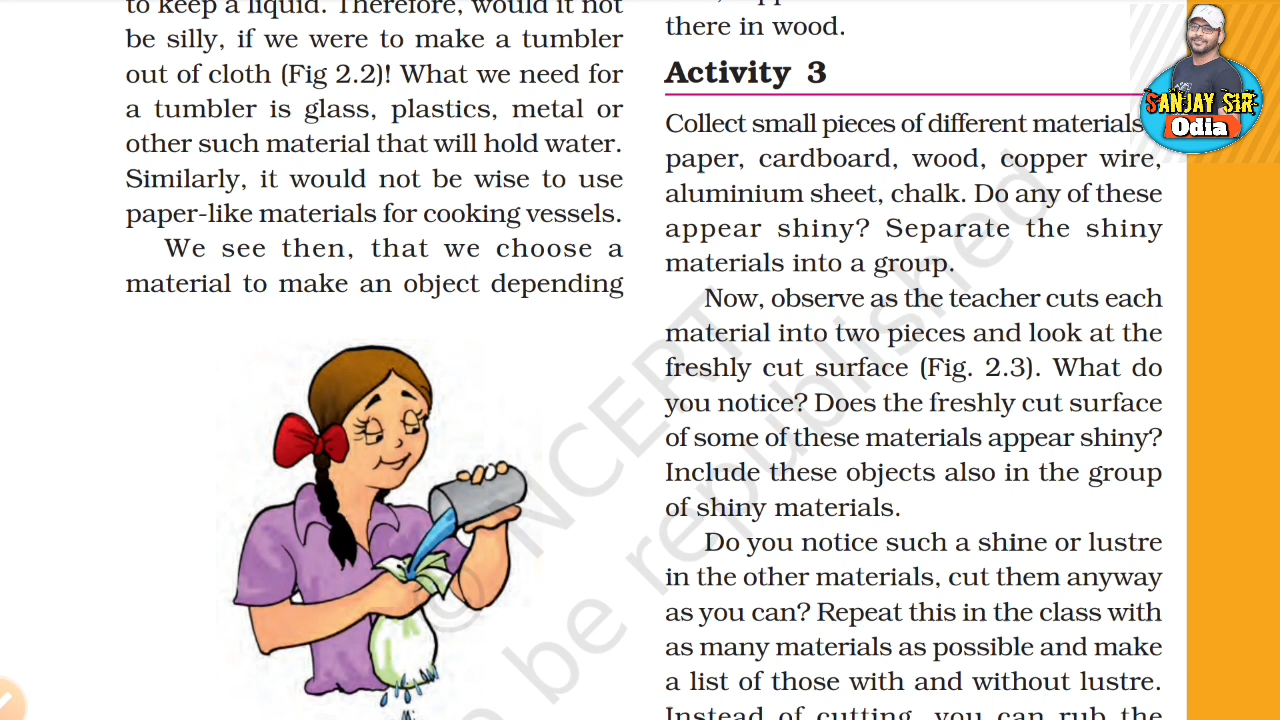 to keep a liquid. Therefore, would it not
be silly, if we were to make a tumbler
out of cloth (Fig 2.2)! What we need for
a tumbler is glass, plastics, metal or
other such material that will hold water.
Similarly, it would not be wise to use
paper-like materials for cooking vessels.
We see then, that we choose a
material to make an object depending
there in wood.
Activity 3
Collect small pieces of different materials
paper, cardboard, wood, copper wire,
aluminium sheet, chalk. Do any of these
appear shiny? Separate the shiny
materials into a group.
Now, observe as the teacher cuts each
material into two pieces and look at the
freshly cut surface (Fig. 2.3). What do
you notice? Does the freshly cut surface
of some of these materials appear shiny?
Include these objects also in the group
of shiny materials.
Do you notice such a shine or lustre
in the other materials, cut them anyway
as you can? Repeat this in the class with
as many materials as possible and make
a list of those with and without lustre.
Instead of cutting, you can rub the
© NCERT
be republished
SANJAY SIR
Odia